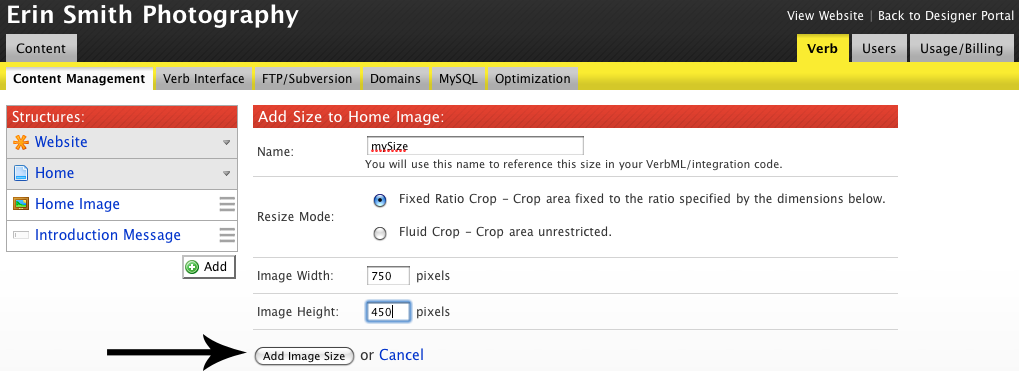 Erin Smith Photography
View Website | Back to Designer Portal
Content
Verb
Users
Usage/Billing
Content Management
Verb Interface
FTP/Subversion
Domains
MySQL
Optimization
Structures:
Website
Home
Home Image
Introduction Message
Add
Add Size to Home Image:
Name: mySize
You will use this name to reference this size in your VerbML/integration code.
Resize Mode:
Fixed Ratio Crop - Crop area fixed to the ratio specified by the dimensions below.
Fluid Crop - Crop area unrestricted.
Image Width: 750 pixels
Image Height: 450 pixels
Add Image Size or Cancel